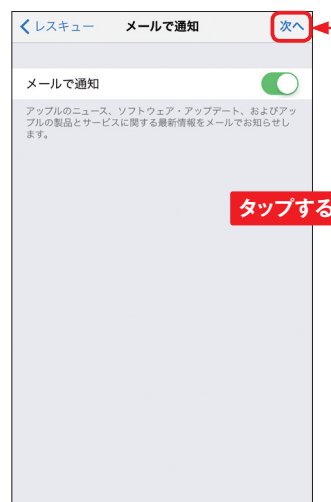 レスキュー メールで通知 次へ
メールで通知
アップルのニュース、ソフトウェア・アップデート、およびアッ
プルの製品とサービスに関する最新情報をメールでお知らせし
ます。
タップする